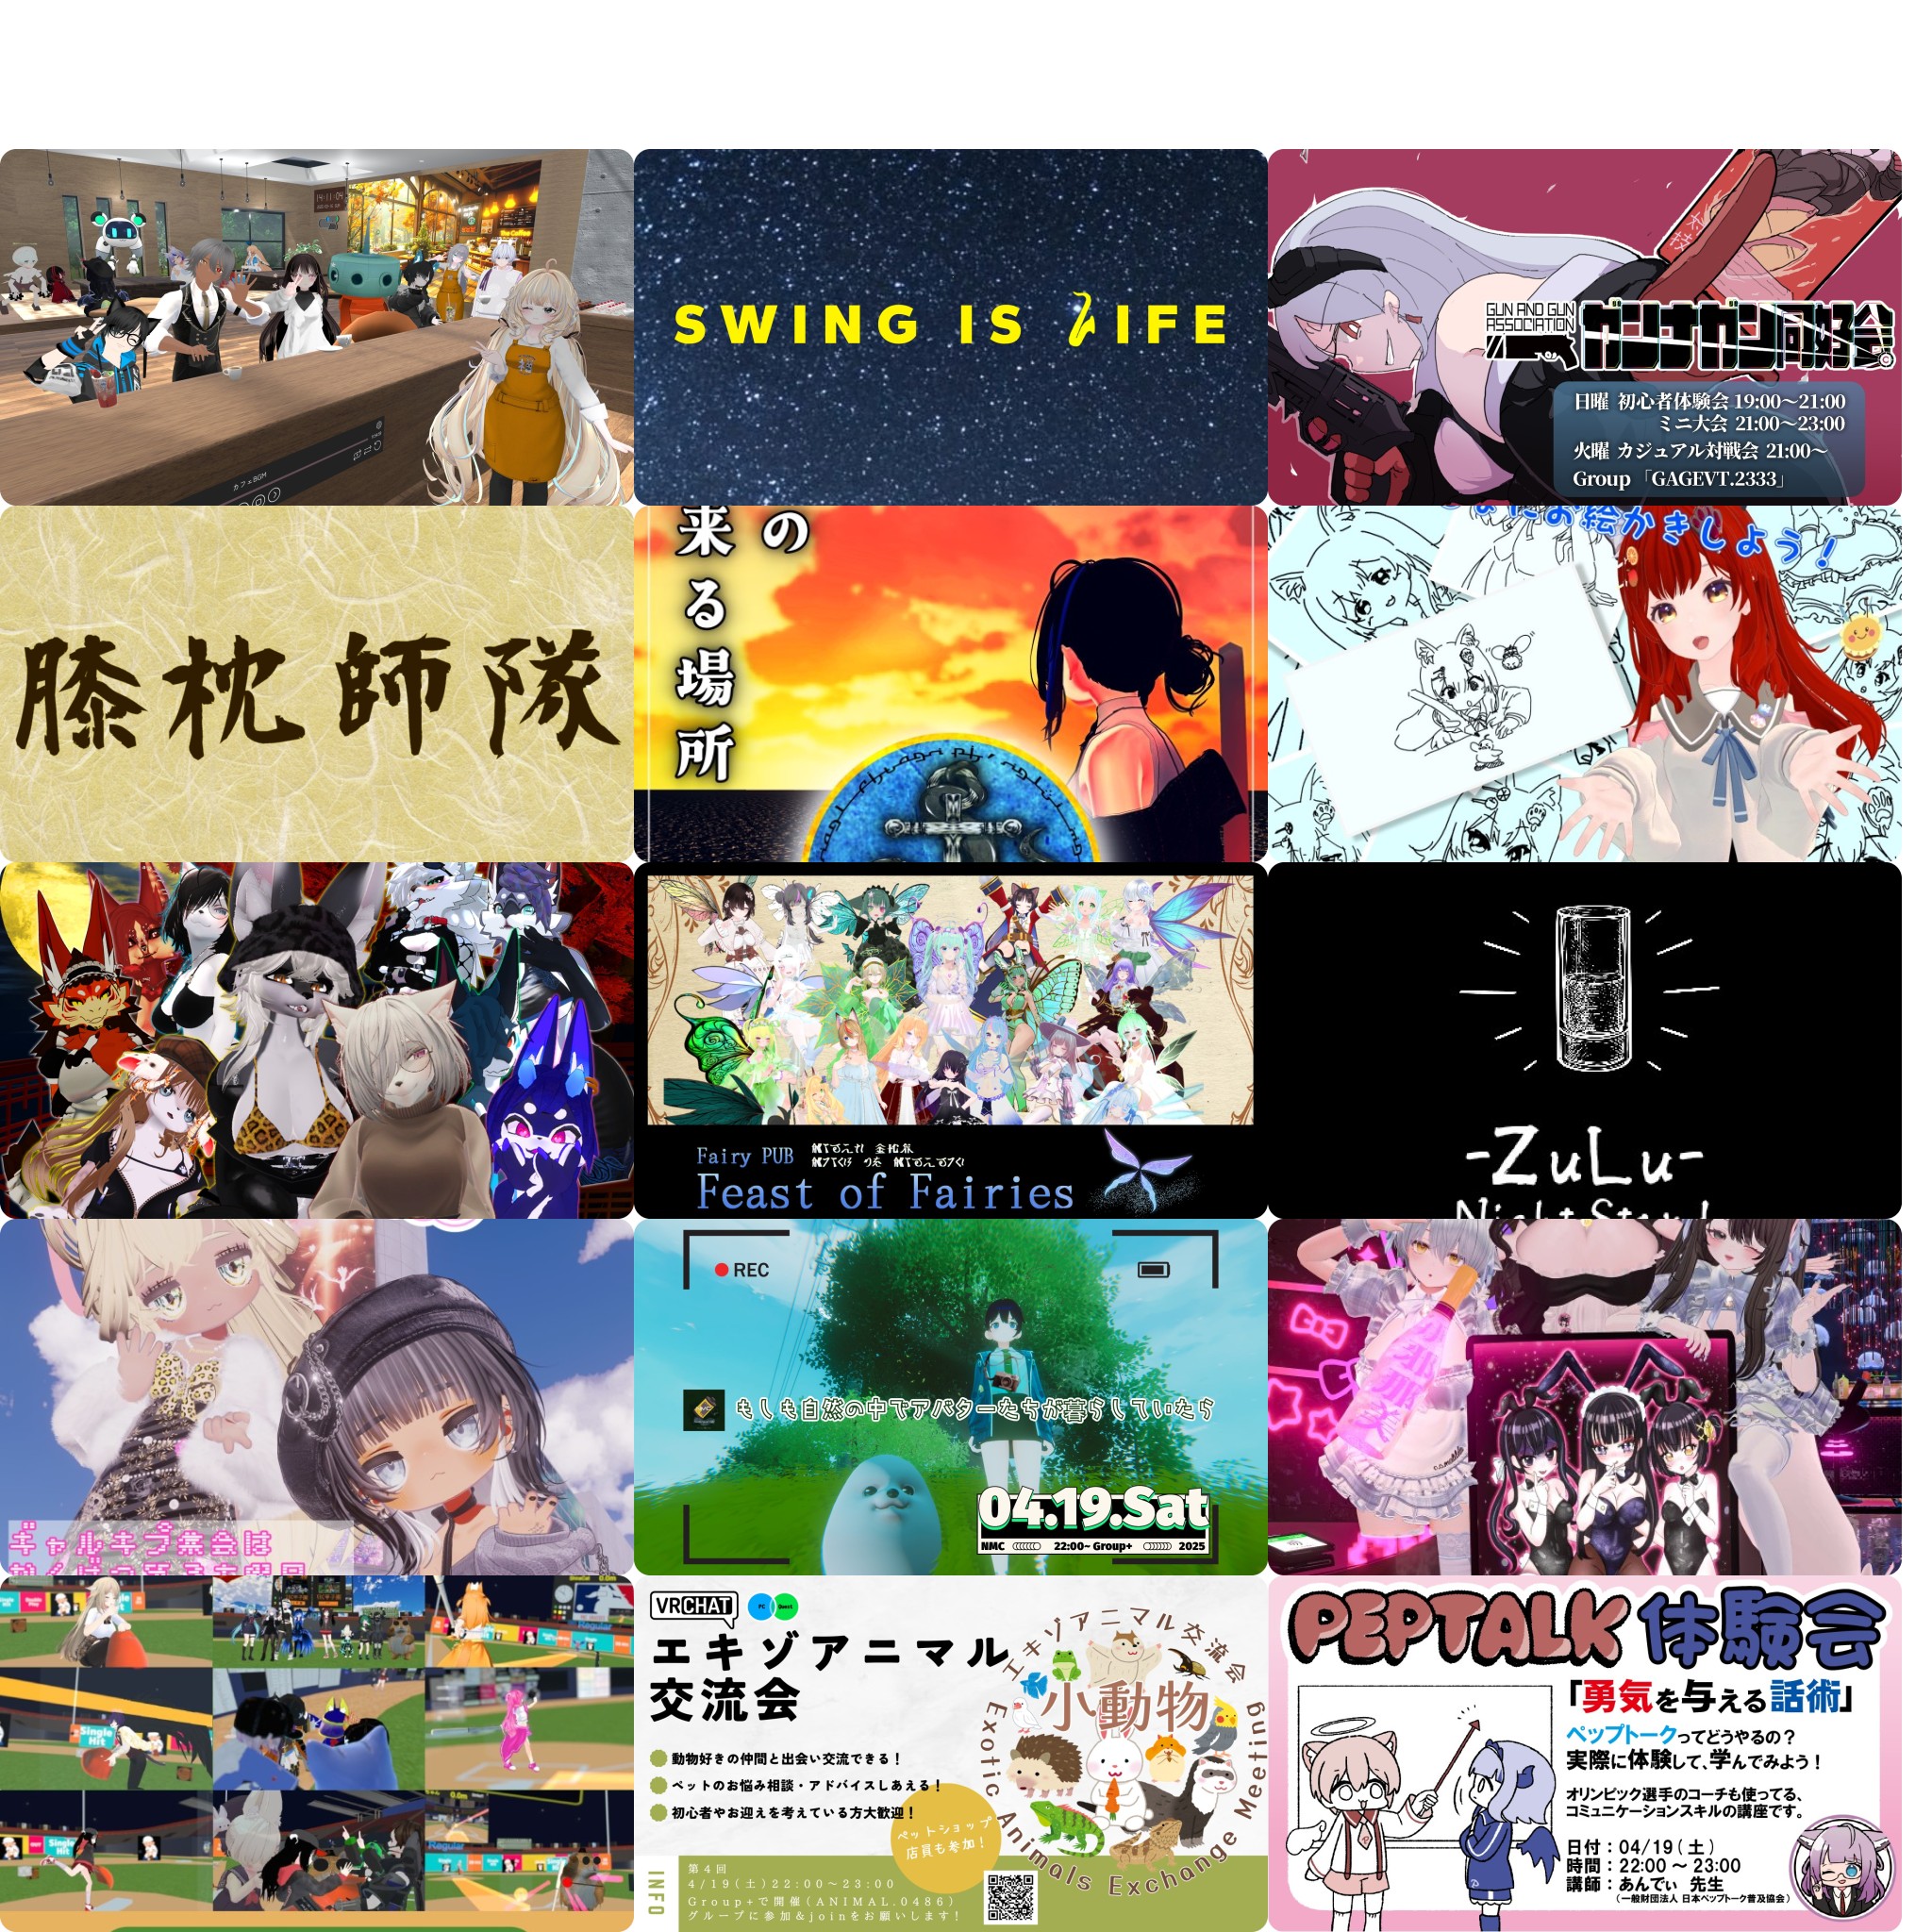 カフェBGM
SWING IS LIFE
GUN AND GUN
ASSOCIATION
ガンナガン同好会
日曜 初心者体験会 19:00～21:00
ミニ大会 21:00～23:00
火曜 カジュアル対戦会 21:00～
Group 「GAGEVT.2333」
膝枕師隊
の
来る場所
お絵かきしよう！
Fairy PUB
Feast of Fairies
-ZuLu-
ギャルキプ集会は
REC
もしも自然の中でアバターたちが暮らしていたら
04.19.Sat
NMC 22:00~ Group+ 2025
Single Hit
Regular
Single Hit
Regular
VRCHAT
PC Quest
エキゾアニマル
交流会
動物好きの仲間と出会い交流できる！
ペットのお悩み相談・アドバイスしあえる！
初心者やお迎えを考えている方大歓迎！
ペットショップ
店員も参加！
エキゾアニマル交流会
小動物
Exotic Animals Exchange Meeting
INFO
第4回
4/19(土)22:00～23:00
Group+で開催(ANIMAL.0486)
グループに参加&joinをお願いします！
PEPTALK 体験会
「勇気を与える話術」
ペップトークってどうやるの？
実際に体験して、学んでみよう！
オリンピック選手のコーチも使ってる、
コミュニケーションスキルの講座です。
日付：04/19(土)
時間：22:00 ～ 23:00
講師：あんでぃ 先生
（一般財団法人 日本ペップトーク普及協会）